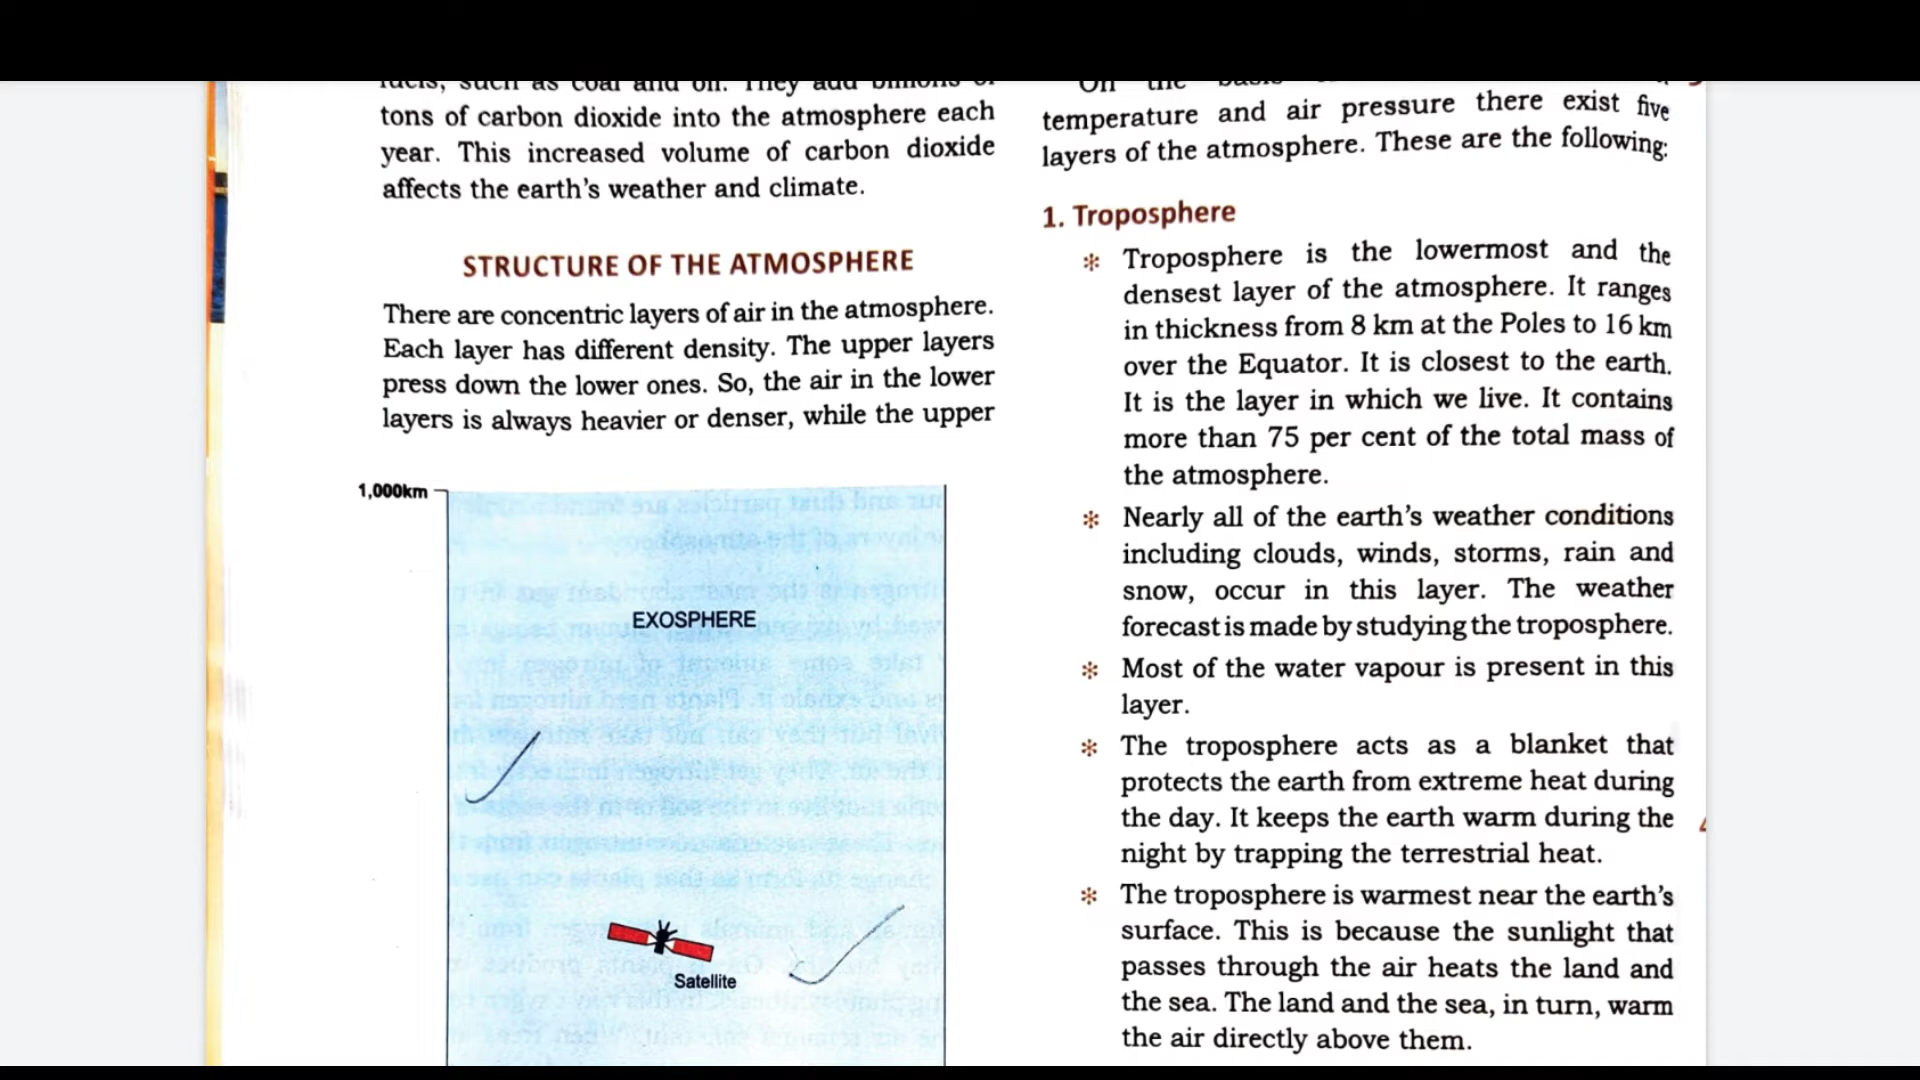 tons of carbon dioxide into the atmosphere each
year. This increased volume of carbon dioxide
affects the earth's weather and climate.
STRUCTURE OF THE ATMOSPHERE
There are concentric layers of air in the atmosphere.
Each layer has different density. The upper layers
press down the lower ones. So, the air in the lower
layers is always heavier or denser, while the upper
1,000km
EXOSPHERE
Satellite
On the basis
temperature and air pressure there exist five
layers of the atmosphere. These are the following:
1. Troposphere
* Troposphere is the lowermost and the
densest layer of the atmosphere. It ranges
in thickness from 8 km at the Poles to 16 km
over the Equator. It is closest to the earth.
It is the layer in which we live. It contains
more than 75 per cent of the total mass of
the atmosphere.
* Nearly all of the earth's weather conditions
including clouds, winds, storms, rain and
snow, occur in this layer. The weather
forecast is made by studying the troposphere.
* Most of the water vapour is present in this
layer.
* The troposphere acts as a blanket that
protects the earth from extreme heat during
the day. It keeps the earth warm during the
night by trapping the terrestrial heat.
* The troposphere is warmest near the earth's
surface. This is because the sunlight that
passes through the air heats the land and
the sea. The land and the sea, in turn, warm
the air directly above them.